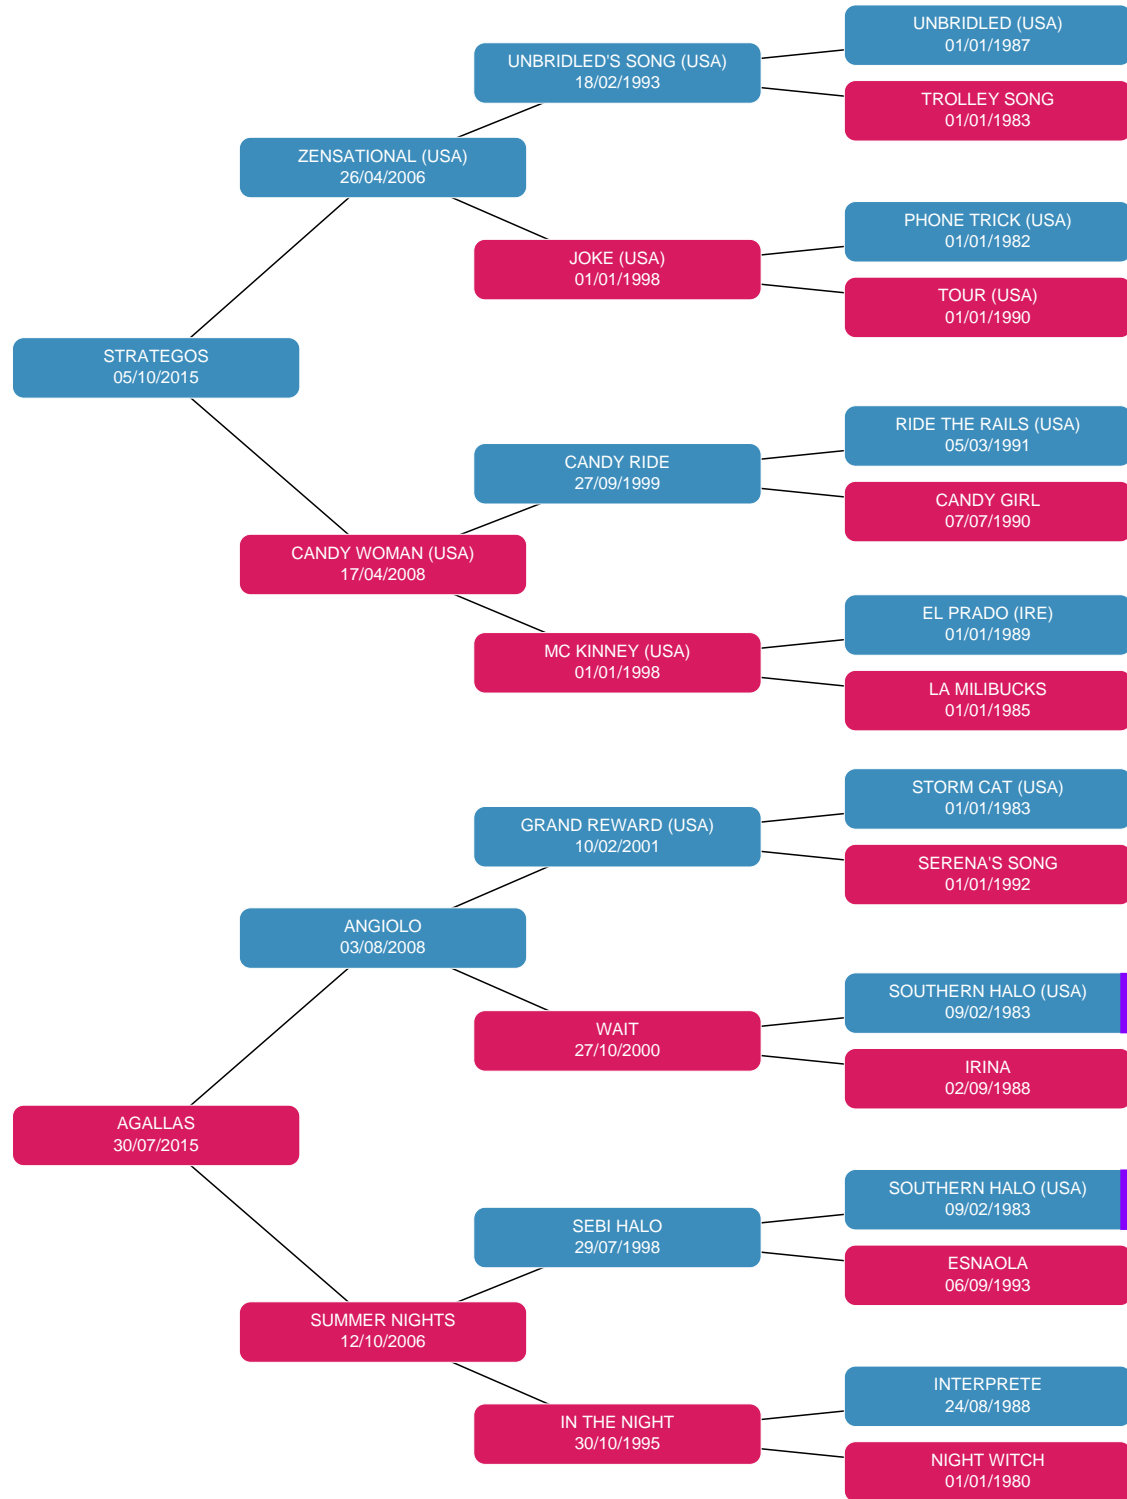 UNBRIDLED (USA)
01/01/1987
UNBRIDLED'S SONG (USA)
18/02/1993
TROLLEY SONG
01/01/1983
ZENSATIONAL (USA)
26/04/2006
PHONE TRICK (USA)
01/01/1982
JOKE (USA)
01/01/1998
TOUR (USA)
01/01/1990
STRATEGOS
05/10/2015
RIDE THE RAILS (USA)
05/03/1991
CANDY RIDE
27/09/1999
CANDY GIRL
07/07/1990
CANDY WOMAN (USA)
17/04/2008
EL PRADO (IRE)
01/01/1989
MC KINNEY (USA)
01/01/1998
LA MILIBUCKS
01/01/1985
STORM CAT (USA)
01/01/1983
GRAND REWARD (USA)
10/02/2001
SERENA'S SONG
01/01/1992
ANGIOLO
03/08/2008
SOUTHERN HALO (USA)
09/02/1983
WAIT
27/10/2000
IRINA
02/09/1988
AGALLAS
30/07/2015
SOUTHERN HALO (USA)
09/02/1983
SEBI HALO
29/07/1998
ESNAOLA
06/09/1993
SUMMER NIGHTS
12/10/2006
INTERPRETE
24/08/1988
IN THE NIGHT
30/10/1995
NIGHT WITCH
01/01/1980